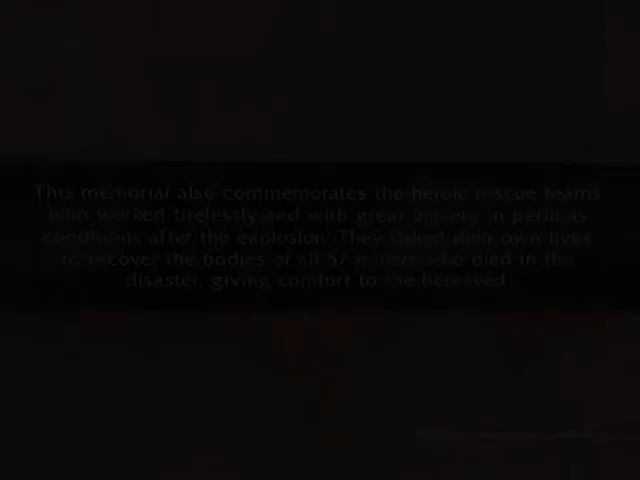 This memorial also commemorates the heroic rescue teams
who worked tirelessly and with great bravery in perilous
conditions after the explosion. They risked their own lives
to recover the bodies of all 57 miners who died in the
disaster, giving comfort to the bereaved